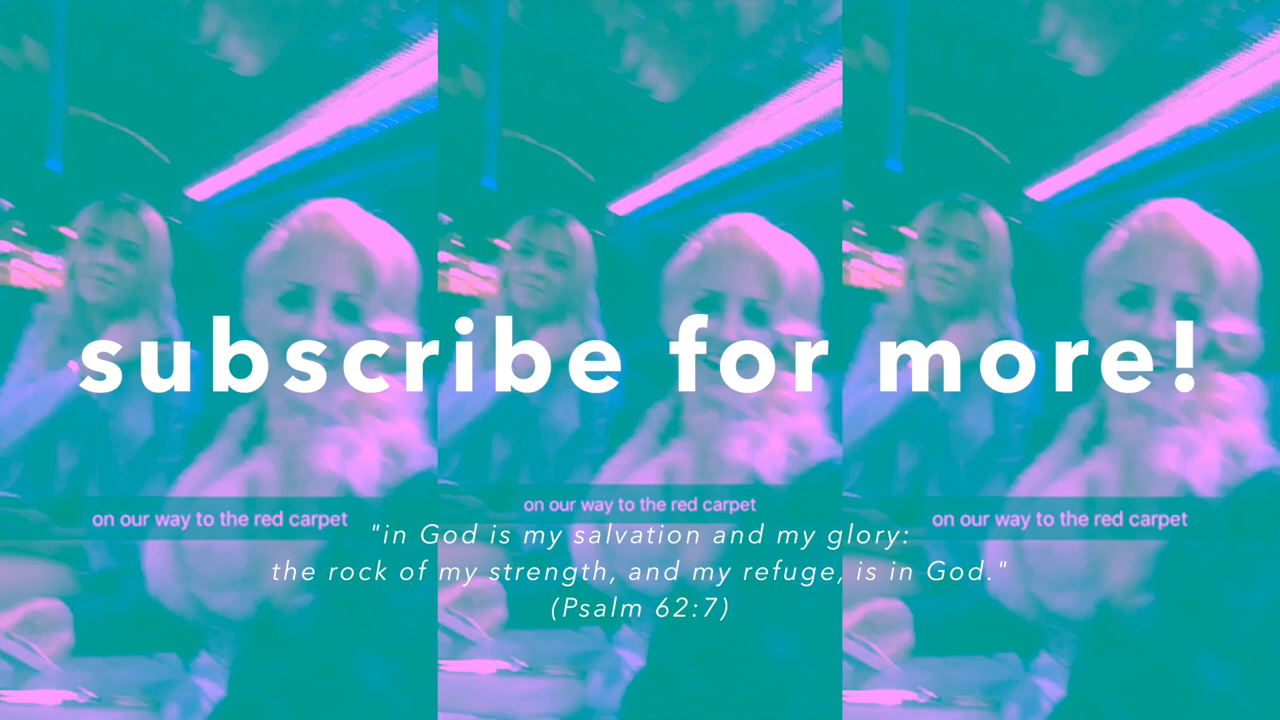 subscribe for more!
on our way to the red carpet
on our way to the red carpet
on our way to the red carpet
"in God is my salvation and my glory:
the rock of my strength, and my refuge, is in God."
(Psalm 62:7)